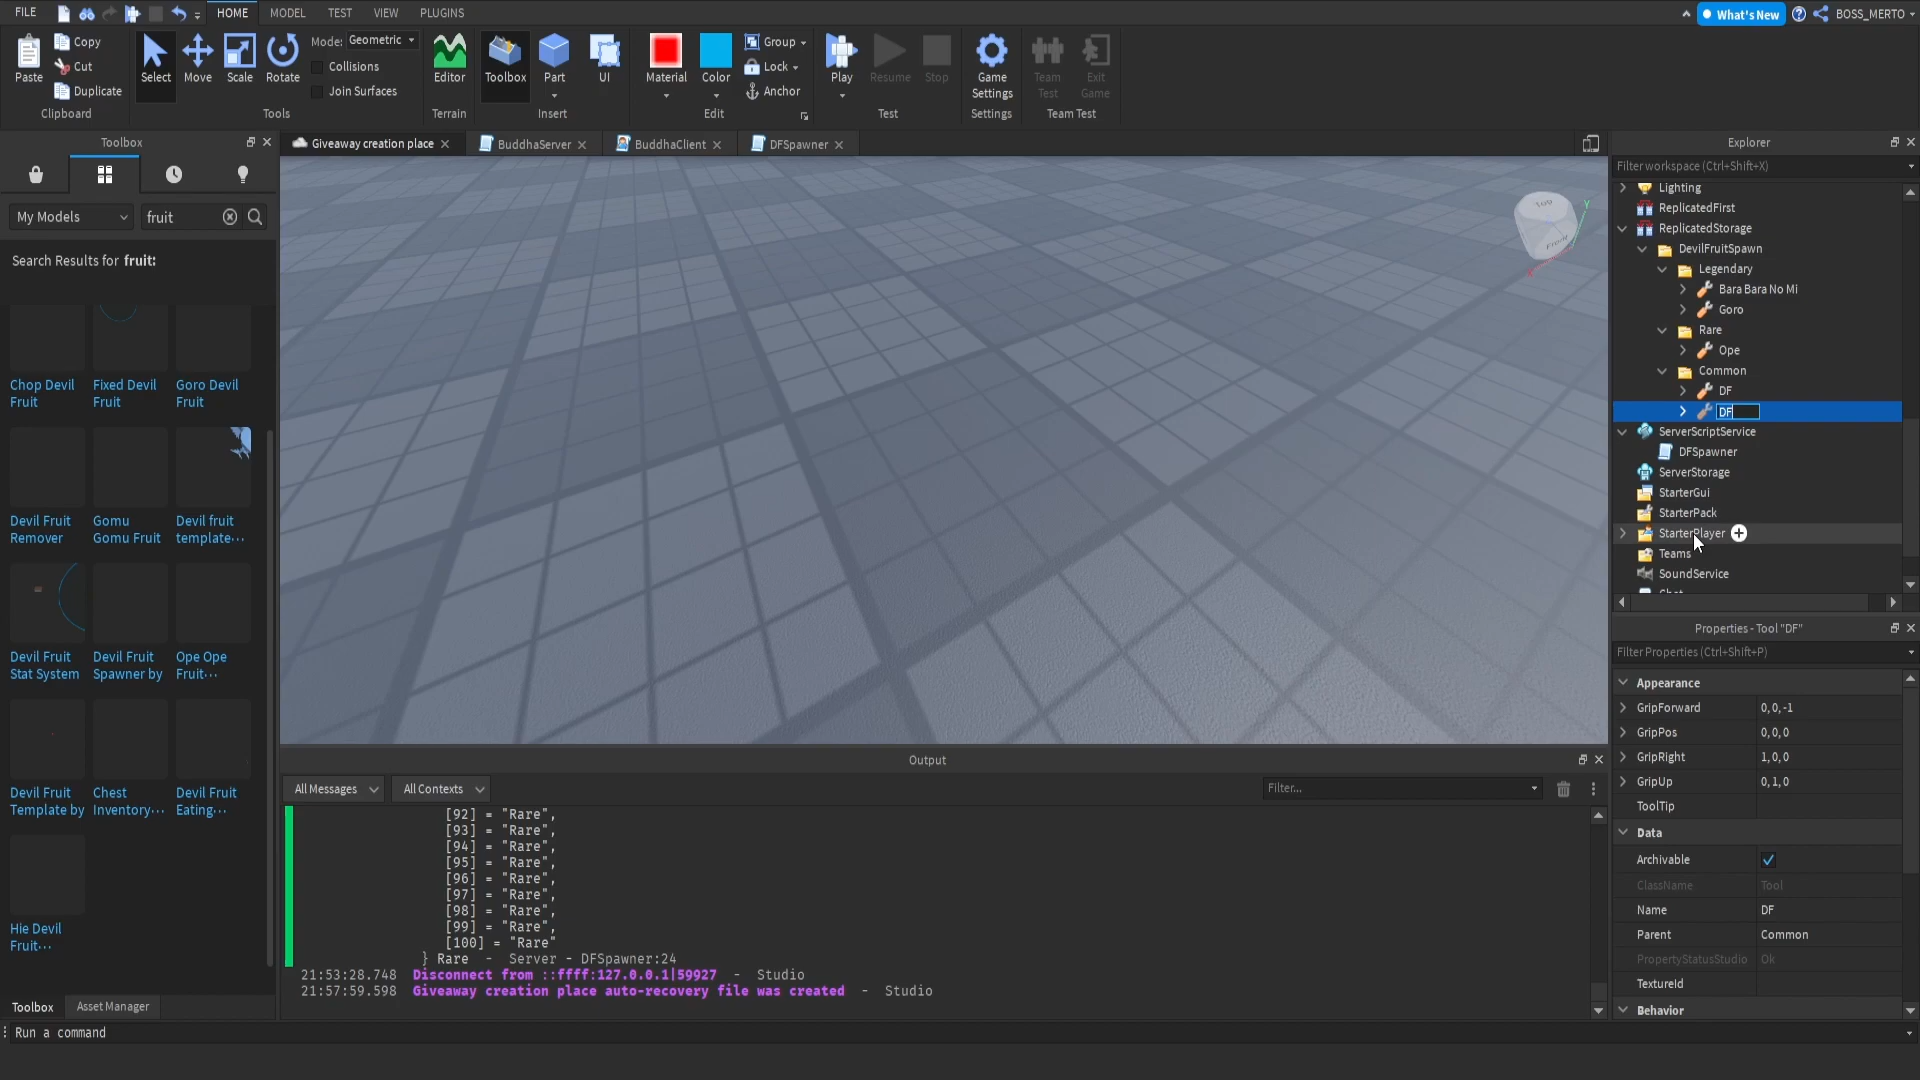 FILE
HOME
MODEL
TEST
VIEW
PLUGINS
What's New
BOSS_MERTO
Paste
Copy
Cut
Duplicate
Clipboard
Select
Move
Scale
Rotate
Mode: Geometric
Collisions
Join Surfaces
Tools
Editor
Terrain
Toolbox
Part
UI
Insert
Material
Color
Group
Lock
Anchor
Edit
Play
Resume
Stop
Test
Game
Settings
Settings
Team
Test
Exit
Game
Team Test
Toolbox
My Models
fruit
Search Results for fruit:
Chop Devil
Fruit
Fixed Devil
Fruit
Goro Devil
Fruit
Devil Fruit
Remover
Gomu
Gomu Fruit
Devil fruit
template...
Devil Fruit
Stat System
Devil Fruit
Spawner by
Ope Ope
Fruit...
Devil Fruit
Template by
Chest
Inventory...
Devil Fruit
Eating...
Hie Devil
Fruit...
Toolbox
Asset Manager
Run a command
Giveaway creation place
BuddhaServer
BuddhaClient
DFSpawner
Top
Front
Y
Output
All Messages
All Contexts
Filter...
[92] = "Rare",
[93] = "Rare",
[94] = "Rare",
[95] = "Rare",
[96] = "Rare",
[97] = "Rare",
[98] = "Rare",
[99] = "Rare",
[100] = "Rare"
} Rare - Server - DFSpawner:24
21:53:28.748 Disconnect from ::ffff:127.0.0.1|59927 - Studio
21:57:59.598 Giveaway creation place auto-recovery file was created - Studio
Explorer
Filter workspace (Ctrl+Shift+X)
Lighting
ReplicatedFirst
ReplicatedStorage
DevilFruitSpawn
Legendary
Bara Bara No Mi
Goro
Rare
Ope
Common
DF
DF
ServerScriptService
DFSpawner
ServerStorage
StarterGui
StarterPack
StarterPlayer
Teams
SoundService
Properties - Tool "DF"
Filter Properties (Ctrl+Shift+P)
Appearance
GripForward 0, 0, -1
GripPos 0, 0, 0
GripRight 1, 0, 0
GripUp 0, 1, 0
ToolTip
Data
Archivable
ClassName Tool
Name DF
Parent Common
PropertyStatusStudio Ok
TextureId
Behavior